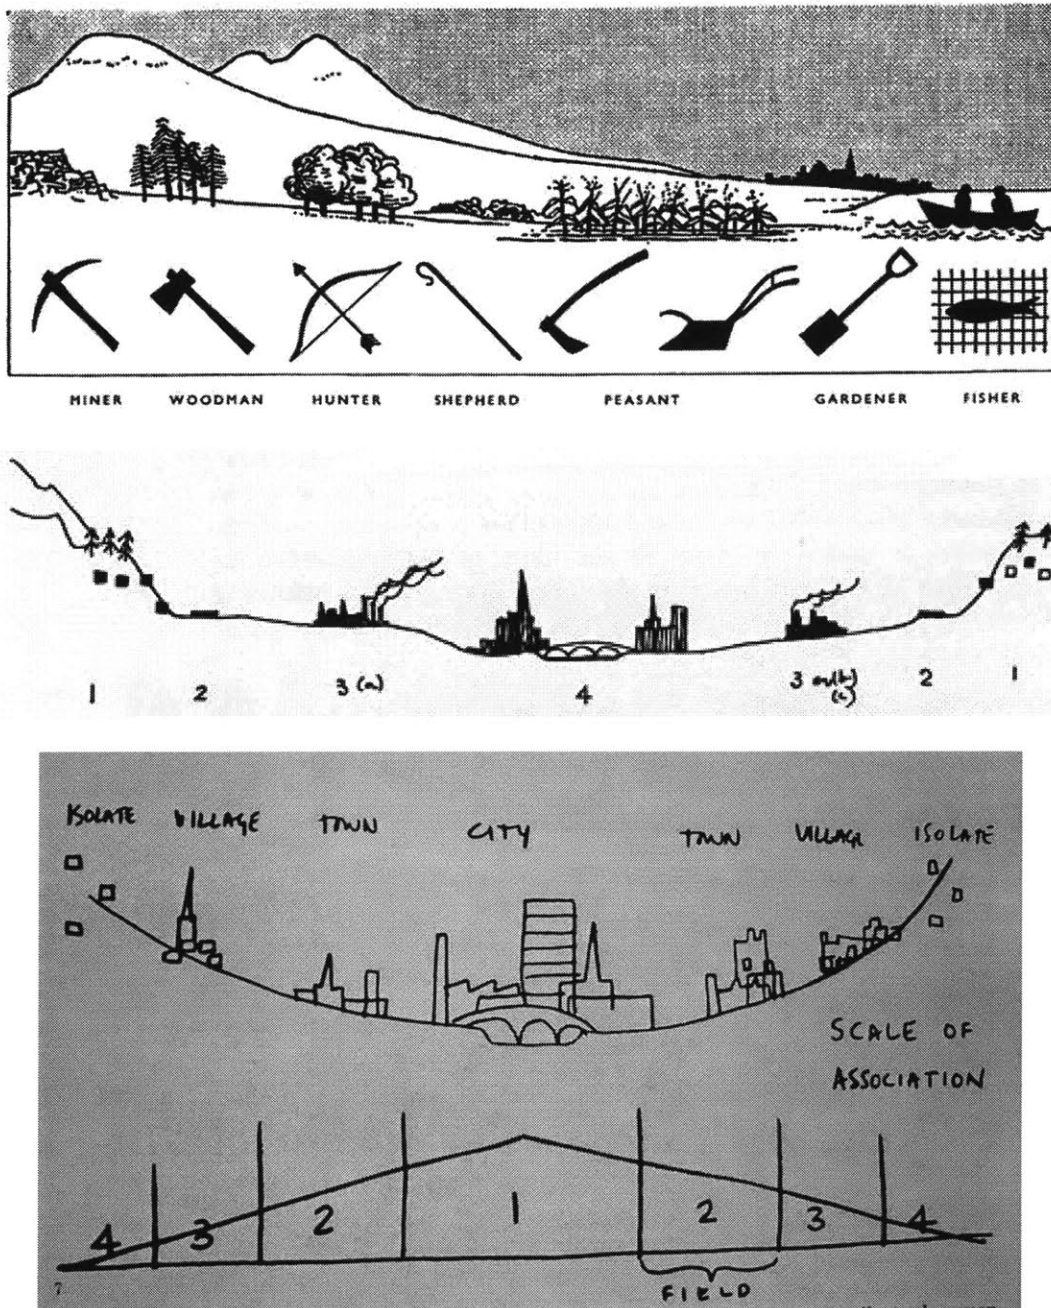 MINER WOODMAN HUNTER SHEPHERD PEASANT GARDENER FISHER
1 2 3 (a) 4 3 2 1
ISOLATE VILLAGE TOWN CITY TOWN VILLAGE ISOLATE
SCALE OF
ASSOCIATION
4 3 2 1 2 3 4
FIELD
7